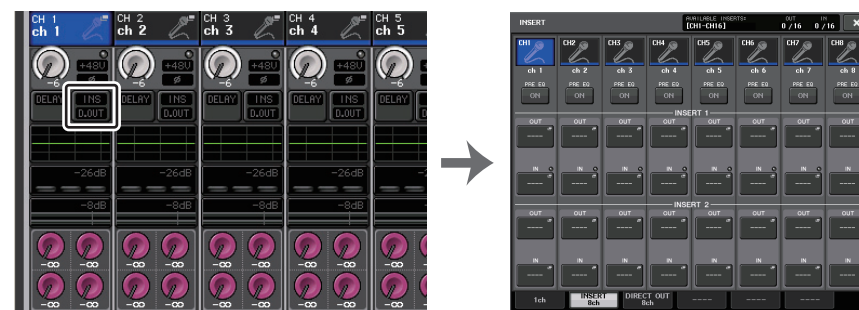 CH 1 CH 2 CH 3 CH 4 CH 5
ch 1 ch 2 ch 3 ch 4 ch 5
+48V +48V +48V +48V
-6 -6 -6 -6 -6
Ø Ø Ø Ø
DELAY INS DELAY INS DELAY INS DELAY INS DELAY
D.OUT D.OUT D.OUT D.OUT
-26dB -26dB -26dB -26dB
-8dB -8dB -8dB -8dB
-∞ -∞ -∞ -∞ -∞ -∞ -∞ -∞ -∞
-∞ -∞ -∞ -∞ -∞ -∞ -∞ -∞ -∞
INSERT
AVAILABLE INSERTS: OUT IN
[CH1-CH16] 0 /16 0 /16 ×
CH1 CH2 CH3 CH4 CH5 CH6 CH7 CH8
ch 1 ch 2 ch 3 ch 4 ch 5 ch 6 ch 7 ch 8
PRE EQ PRE EQ PRE EQ PRE EQ PRE EQ PRE EQ PRE EQ PRE EQ
ON ON ON ON ON ON ON ON
INSERT 1
OUT OUT OUT OUT OUT OUT OUT OUT
---- ---- ---- ---- ---- ---- ---- ----
IN IN IN IN IN IN IN IN
---- ---- ---- ---- ---- ---- ---- ----
INSERT 2
OUT OUT OUT OUT OUT OUT OUT OUT
---- ---- ---- ---- ---- ---- ---- ----
IN IN IN IN IN IN IN IN
---- ---- ---- ---- ---- ---- ---- ----
1ch INSERT 8ch DIRECT OUT 8ch ---- ---- ----